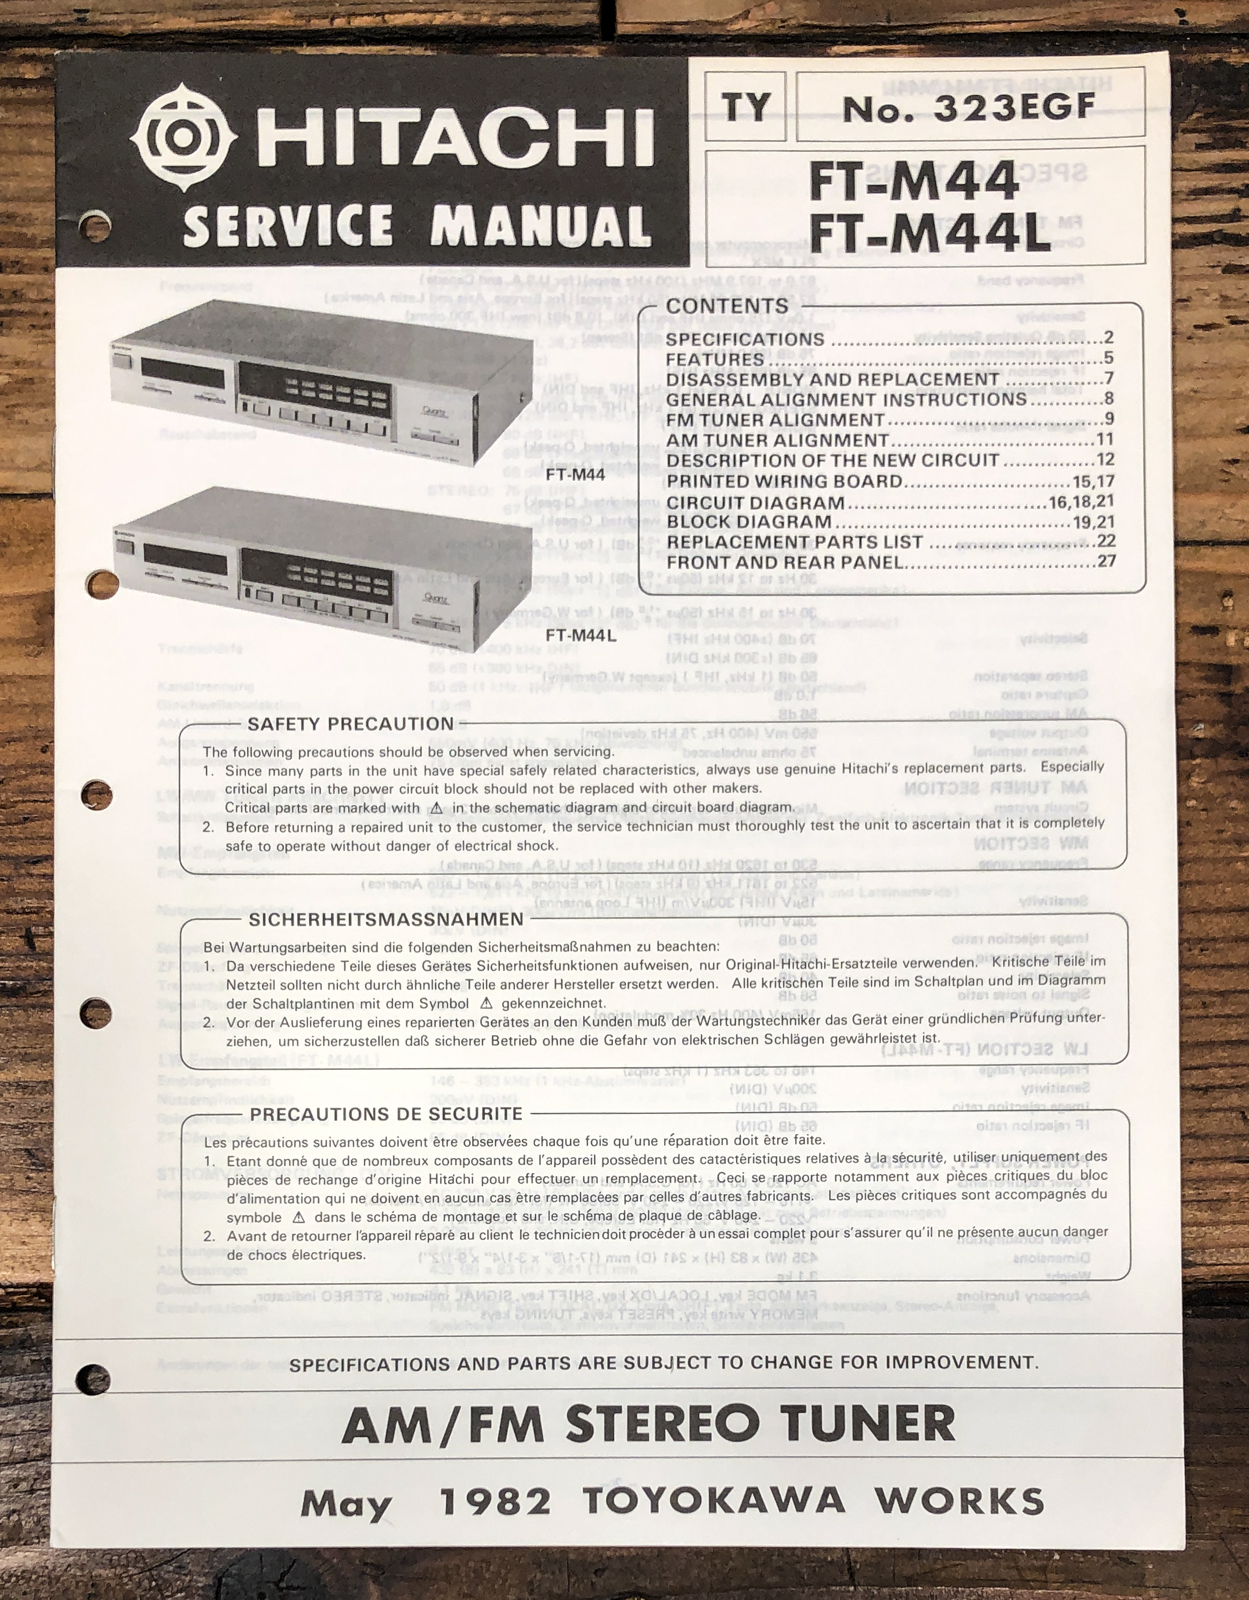 HITACHI
SERVICE MANUAL
TY
No. 323EGF
FT-M44
FT-M44L
FT-M44
FT-M44L
CONTENTS
SPECIFICATIONS ........................................2
FEATURES ..................................................5
DISASSEMBLY AND REPLACEMENT ..............7
GENERAL ALIGNMENT INSTRUCTIONS...........8
FM TUNER ALIGNMENT................................9
AM TUNER ALIGNMENT...............................11
DESCRIPTION OF THE NEW CIRCUIT..............12
PRINTED WIRING BOARD.........................15,17
CIRCUIT DIAGRAM..............................16,18,21
BLOCK DIAGRAM....................................19,21
REPLACEMENT PARTS LIST .........................22
FRONT AND REAR PANEL.............................27
SAFETY PRECAUTION
The following precautions should be observed when servicing.
1. Since many parts in the unit have special safely related characteristics, always use genuine Hitachi's replacement parts. Especially
critical parts in the power circuit block should not be replaced with other makers.
Critical parts are marked with ⚠ in the schematic diagram and circuit board diagram.
2. Before returning a repaired unit to the customer, the service technician must thoroughly test the unit to ascertain that it is completely
safe to operate without danger of electrical shock.
SICHERHEITSMASSNAHMEN
Bei Wartungsarbeiten sind die folgenden Sicherheitsmaßnahmen zu beachten:
1. Da verschiedene Teile dieses Gerätes Sicherheitsfunktionen aufweisen, nur Original-Hitachi-Ersatzteile verwenden. Kritische Teile im
Netzteil sollten nicht durch ähnliche Teile anderer Hersteller ersetzt werden. Alle kritischen Teile sind im Schaltplan und im Diagramm
der Schaltplantinen mit dem Symbol ⚠ gekennzeichnet.
2. Vor der Auslieferung eines reparierten Gerätes an den Kunden muß der Wartungstechniker das Gerät einer gründlichen Prüfung unter-
ziehen, um sicherzustellen daß sicherer Betrieb ohne die Gefahr von elektrischen Schlägen gewährleistet ist.
PRECAUTIONS DE SECURITE
Les précautions suivantes doivent être observées chaque fois qu'une réparation doit être faite.
1. Etant donné que de nombreux composants de l'appareil possèdent des catactéristiques relatives à la sécurité, utiliser uniquement des
pièces de rechange d'origine Hitachi pour effectuer un remplacement. Ceci se rapporte notamment aux pièces critiques du bloc
d'alimentation qui ne doivent en aucun cas être remplacées par celles d'autres fabricants. Les pièces critiques sont accompagnés du
symbole ⚠ dans le schéma de montage et sur le schéma de plaque de câblage.
2. Avant de retourner l'appareil réparé au client le technicien doit procéder à un essai complet pour s'assurer qu'il ne présente aucun danger
de chocs électriques.
SPECIFICATIONS AND PARTS ARE SUBJECT TO CHANGE FOR IMPROVEMENT.
AM/FM STEREO TUNER
May 1982 TOYOKAWA WORKS